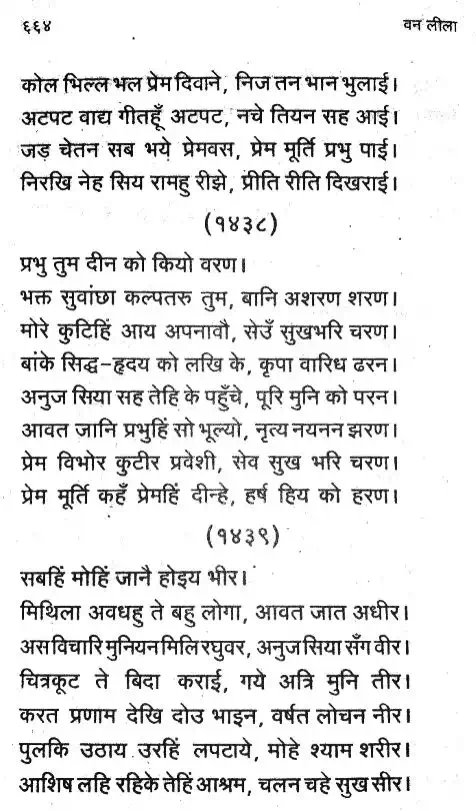 ६६४ वन लीला
कोल भिल्ल भल प्रेम दिवाने, निज तन भान भुलाई।
अटपट वाद्य गीतहूँ अटपट, नचे तियन सह आई।
जड़ चेतन सब भये प्रेमवस, प्रेम मूर्ति प्रभु पाई।
निरखि नेह सिय रामहु रीझे, प्रीति रीति दिखराई।
(१४३८)
प्रभु तुम दीन को कियो वरण।
भक्त सुवांछा कल्पतरु तुम, बानि अशरण शरण।
मोरे कुटिहिं आय अपनावौ, सेउँ सुखभरि चरण।
बांके सिद्ध-हृदय को लखि के, कृपा वारिध ढरन।
अनुज सिया सह तेहि के पहुँचे, पूरि मुनि को परन।
आवत जानि प्रभुहिं सो भूल्यो, नृत्य नयनन झरण।
प्रेम विभोर कुटीर प्रवेशी, सेव सुख भरि चरण।
प्रेम मूर्ति कहँ प्रेमहिं दीन्हे, हर्ष हिय को हरण।
(१४३९)
सबहिं मोहिं जानै होइय भीर।
मिथिला अवधहु ते बहु लोगा, आवत जात अधीर।
अस विचारि मुनियन मिलि रघुवर, अनुज सिया सँग वीर।
चित्रकूट ते बिदा कराई, गये अत्रि मुनि तीर।
करत प्रणाम देखि दोउ भाइन, वर्षत लोचन नीर।
पुलकि उठाय उरहिं लपटाये, मोहे श्याम शरीर।
आशिष लहि रहिके तेहिं आश्रम, चलन चहे सुख सीर।